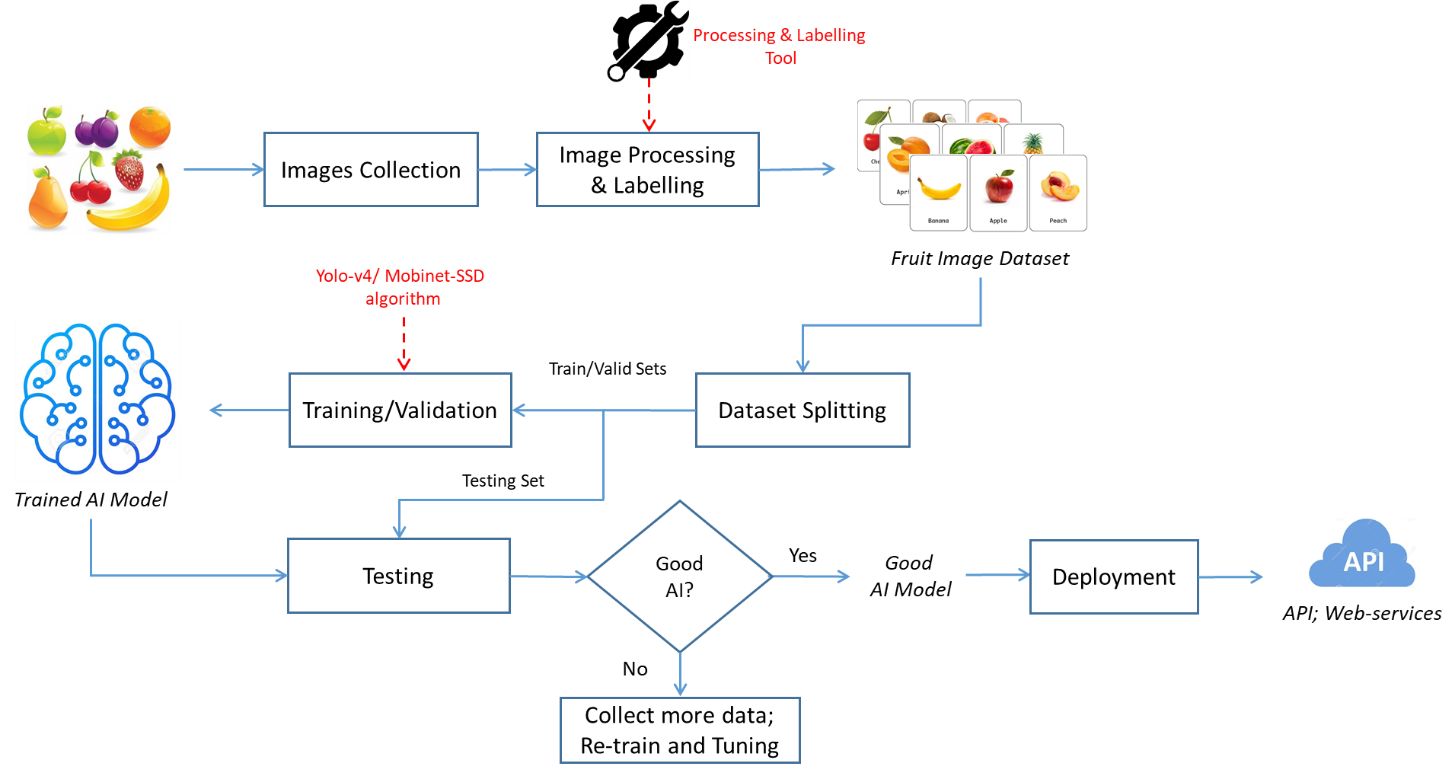 Processing & Labelling
Tool
Images Collection
Image Processing
& Labelling
Apri
Banana
Apple
Peach
Fruit Image Dataset
Yolo-v4/ Mobinet-SSD
algorithm
Train/Valid Sets
Training/Validation
Dataset Splitting
Trained AI Model
Testing Set
Testing
Good
AI?
Yes
Good
AI Model
Deployment
API
API; Web-services
No
Collect more data;
Re-train and Tuning